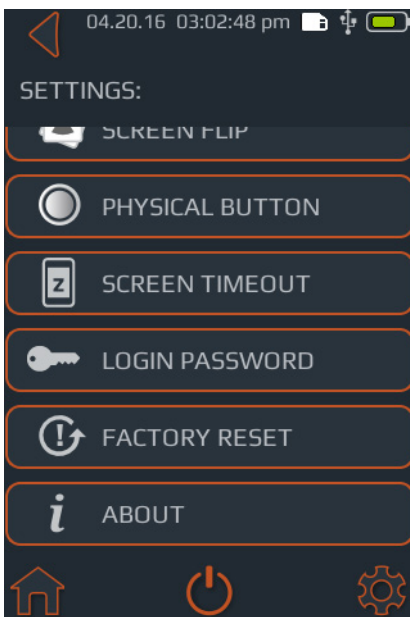 04.20.16 03:02:48 pm
SETTINGS:
SCREEN FLIP
PHYSICAL BUTTON
z SCREEN TIMEOUT
LOGIN PASSWORD
FACTORY RESET
ABOUT